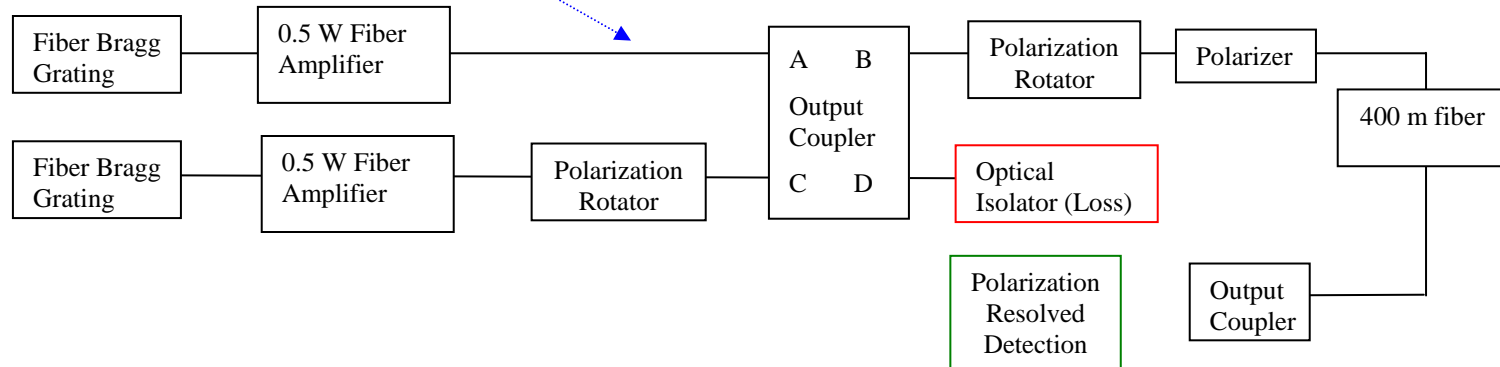 Fiber Bragg
Grating
0.5 W Fiber
Amplifier
A B
Output
Coupler
C D
Polarization
Rotator
Polarizer
400 m fiber
Fiber Bragg
Grating
0.5 W Fiber
Amplifier
Polarization
Rotator
Optical
Isolator (Loss)
Polarization
Resolved
Detection
Output
Coupler